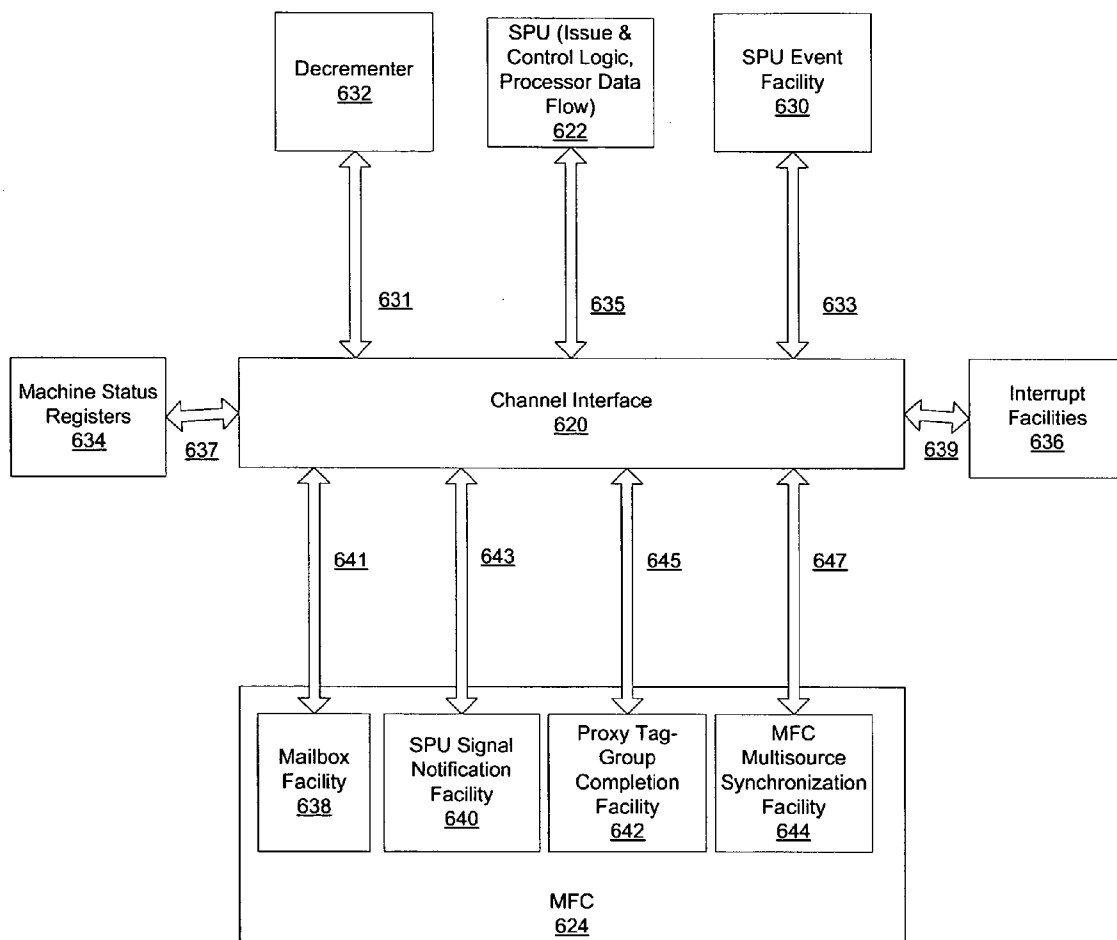 Decrementer
632
SPU (Issue &
Control Logic,
Processor Data
Flow)
622
SPU Event
Facility
630
631
635
633
Machine Status
Registers
634
637
Channel Interface
620
639
Interrupt
Facilities
636
641
643
645
647
Mailbox
Facility
638
SPU Signal
Notification
Facility
640
Proxy Tag-
Group
Completion
Facility
642
MFC
Multisource
Synchronization
Facility
644
MFC
624